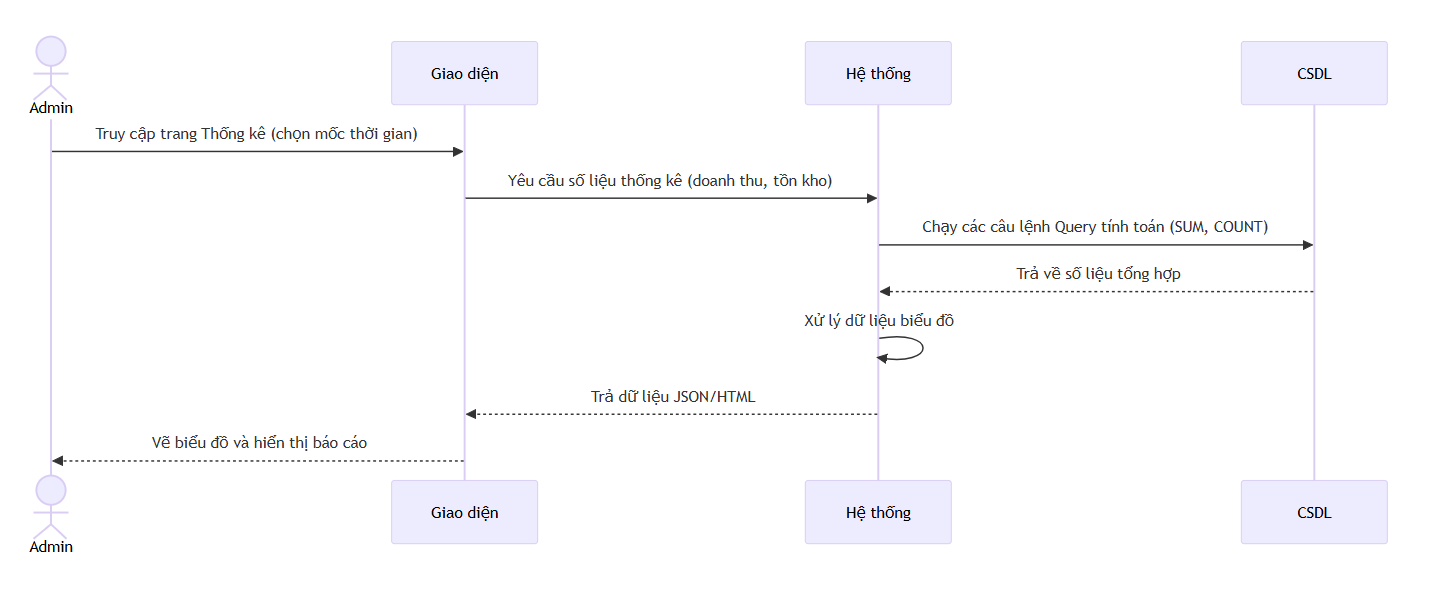 Admin
Giao diện
Hệ thống
CSDL
Truy cập trang Thống kê (chọn mốc thời gian)
Yêu cầu số liệu thống kê (doanh thu, tồn kho)
Chạy các câu lệnh Query tính toán (SUM, COUNT)
Trả về số liệu tổng hợp
Xử lý dữ liệu biểu đồ
Trả dữ liệu JSON/HTML
Vẽ biểu đồ và hiển thị báo cáo
Admin
Giao diện
Hệ thống
CSDL